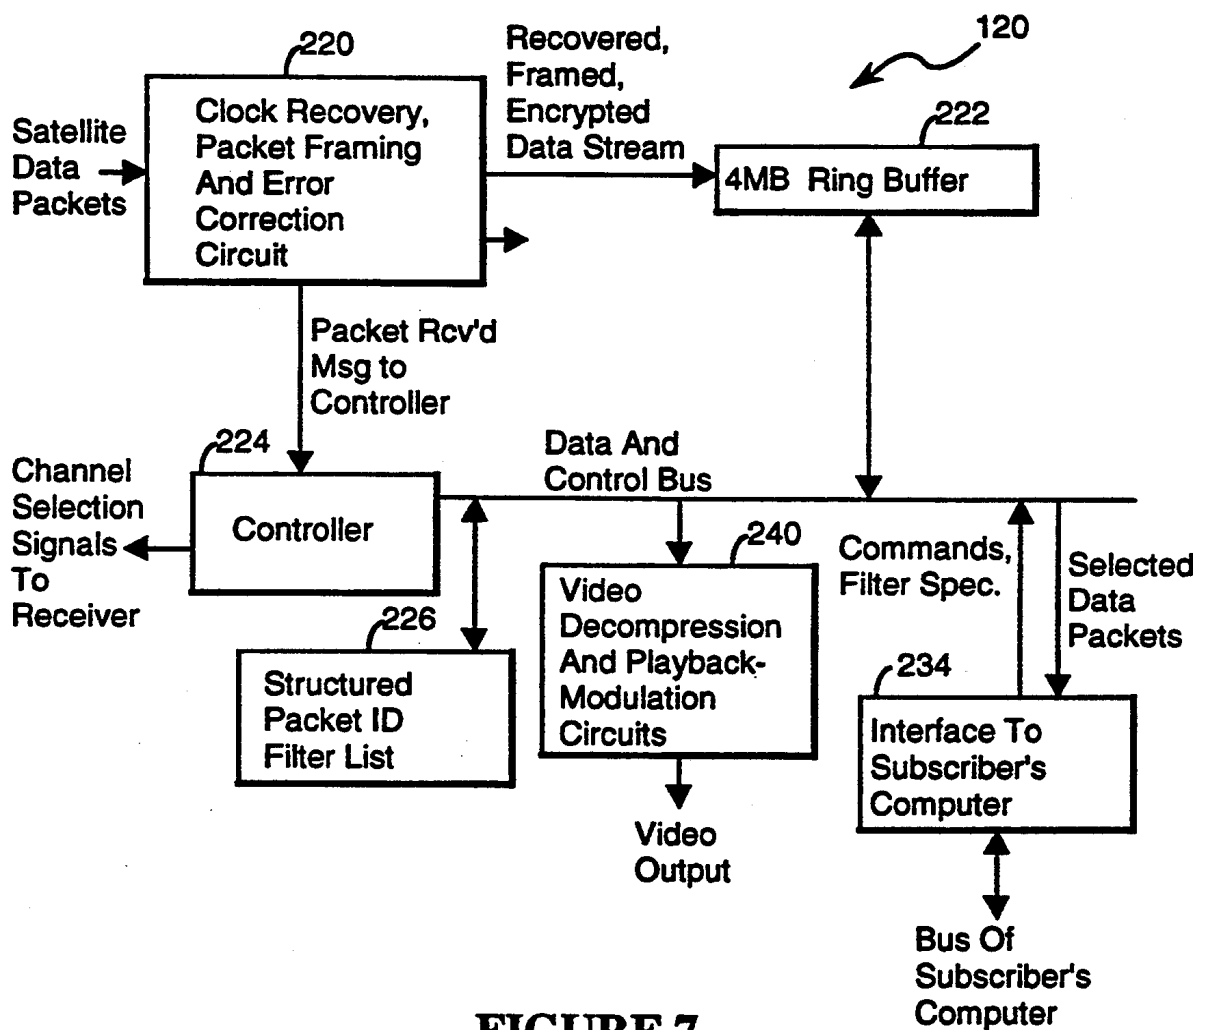 120
220
Recovered,
Framed,
Encrypted
Data Stream
Satellite
Data
Packets
Clock Recovery,
Packet Framing
And Error
Correction
Circuit
222
4MB Ring Buffer
Packet Rcv'd
Msg to
Controller
224
Channel
Selection
Signals
To
Receiver
Controller
Data And
Control Bus
226
Structured
Packet ID
Filter List
240
Video
Decompression
And Playback-
Modulation
Circuits
Video
Output
Commands,
Filter Spec.
Selected
Data
Packets
234
Interface To
Subscriber's
Computer
Bus Of
Subscriber's
Computer
FIGURE 7